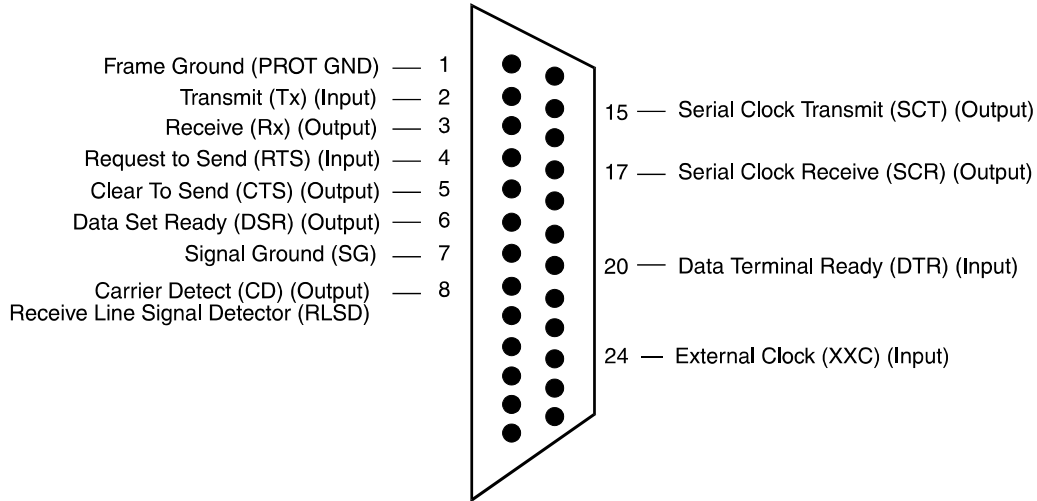 Frame Ground (PROT GND) — 1
Transmit (Tx) (Input) — 2
Receive (Rx) (Output) — 3
Request to Send (RTS) (Input) — 4
Clear To Send (CTS) (Output) — 5
Data Set Ready (DSR) (Output) — 6
Signal Ground (SG) — 7
Carrier Detect (CD) (Output) — 8
Receive Line Signal Detector (RLSD)
15 — Serial Clock Transmit (SCT) (Output)
17 — Serial Clock Receive (SCR) (Output)
20 — Data Terminal Ready (DTR) (Input)
24 — External Clock (XXC) (Input)